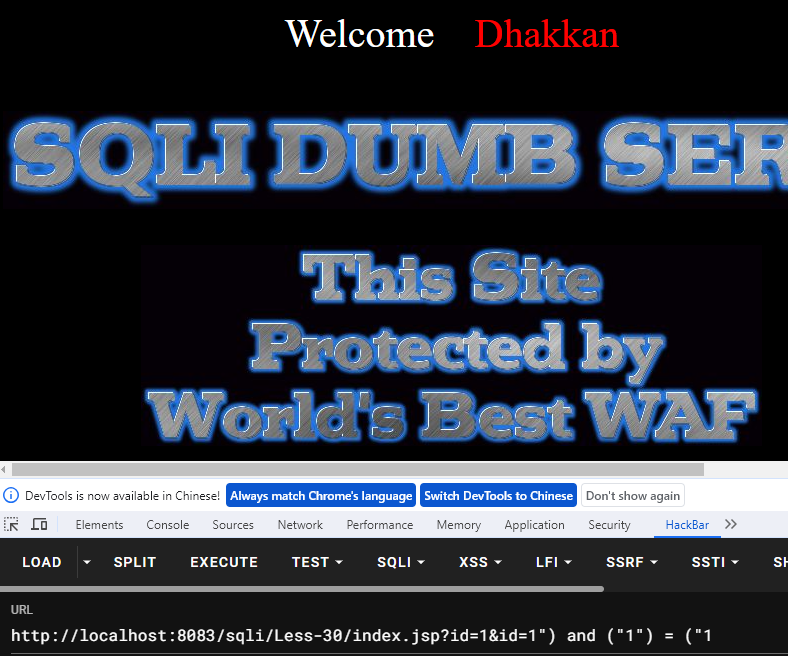 Welcome Dhakkan
SQLI DUMB SER
This Site
Protected by
World's Best WAF
DevTools is now available in Chinese! Always match Chrome's language Switch DevTools to Chinese Don't show again
Elements Console Sources Network Performance Memory Application Security HackBar
LOAD SPLIT EXECUTE TEST SQLI XSS LFI SSRF SSTI SH
URL
http://localhost:8083/sqli/Less-30/index.jsp?id=1&id=1") and ("1") = ("1